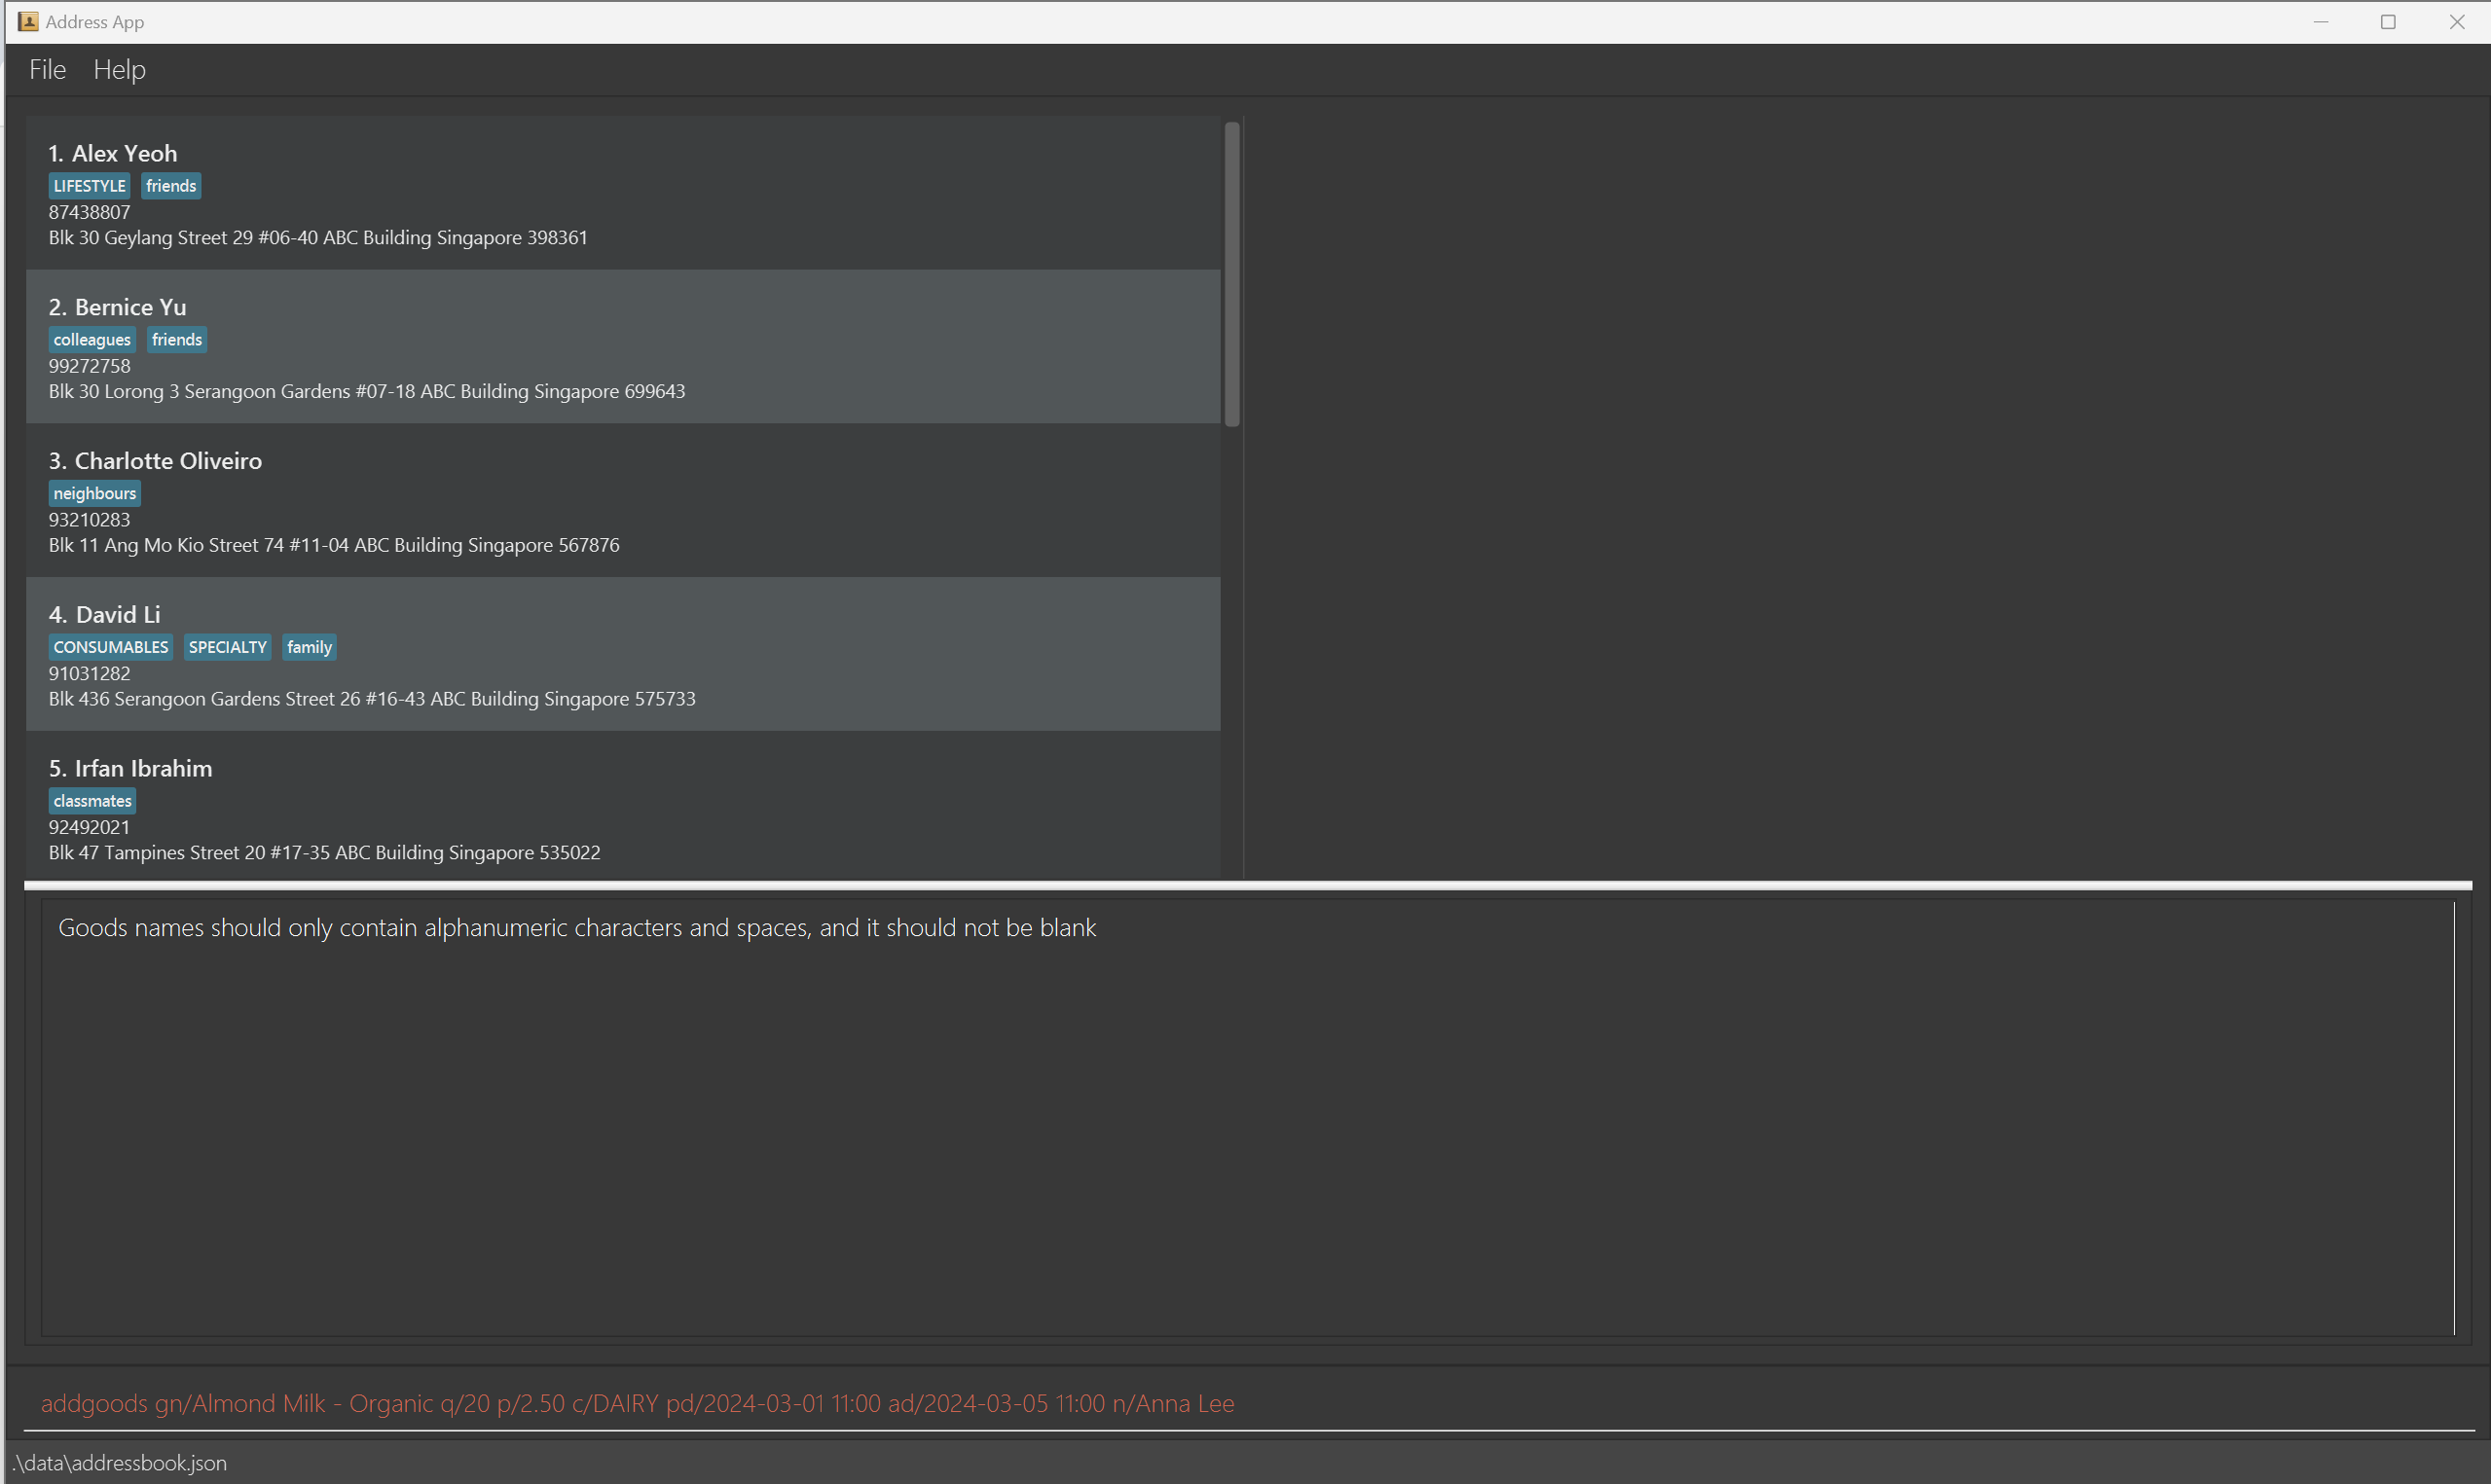 Address App
File Help
1. Alex Yeoh
LIFESTYLE friends
87438807
Blk 30 Geylang Street 29 #06-40 ABC Building Singapore 398361
2. Bernice Yu
colleagues friends
99272758
Blk 30 Lorong 3 Serangoon Gardens #07-18 ABC Building Singapore 699643
3. Charlotte Oliveiro
neighbours
93210283
Blk 11 Ang Mo Kio Street 74 #11-04 ABC Building Singapore 567876
4. David Li
CONSUMABLES SPECIALTY family
91031282
Blk 436 Serangoon Gardens Street 26 #16-43 ABC Building Singapore 575733
5. Irfan Ibrahim
classmates
92492021
Blk 47 Tampines Street 20 #17-35 ABC Building Singapore 535022
Goods names should only contain alphanumeric characters and spaces, and it should not be blank
addgoods gn/Almond Milk - Organic q/20 p/2.50 c/DAIRY pd/2024-03-01 11:00 ad/2024-03-05 11:00 n/Anna Lee
.\data\addressbook.json